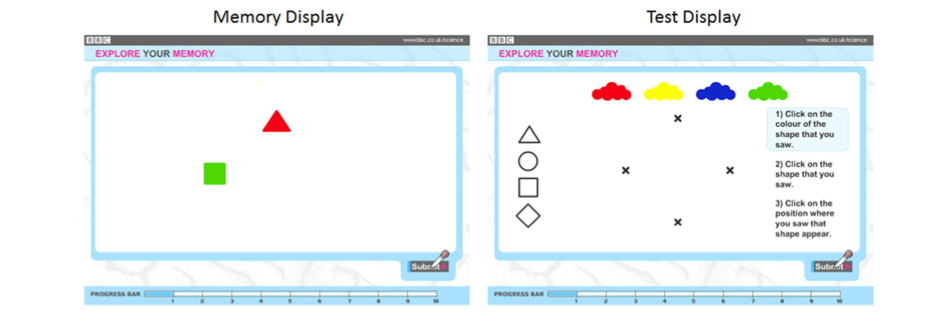 Memory Display
BBC
www.bbc.co.uk/science
EXPLORE YOUR MEMORY
Submit
PROGRESS BAR
1 2 3 4 5 6 7 8 9 10
Test Display
BBC
www.bbc.co.uk/science
EXPLORE YOUR MEMORY
1) Click on the
colour of the
shape that you
saw.
2) Click on the
shape that you
saw.
3) Click on the
position where
you saw that
shape appear.
Submit
PROGRESS BAR
1 2 3 4 5 6 7 8 9 10